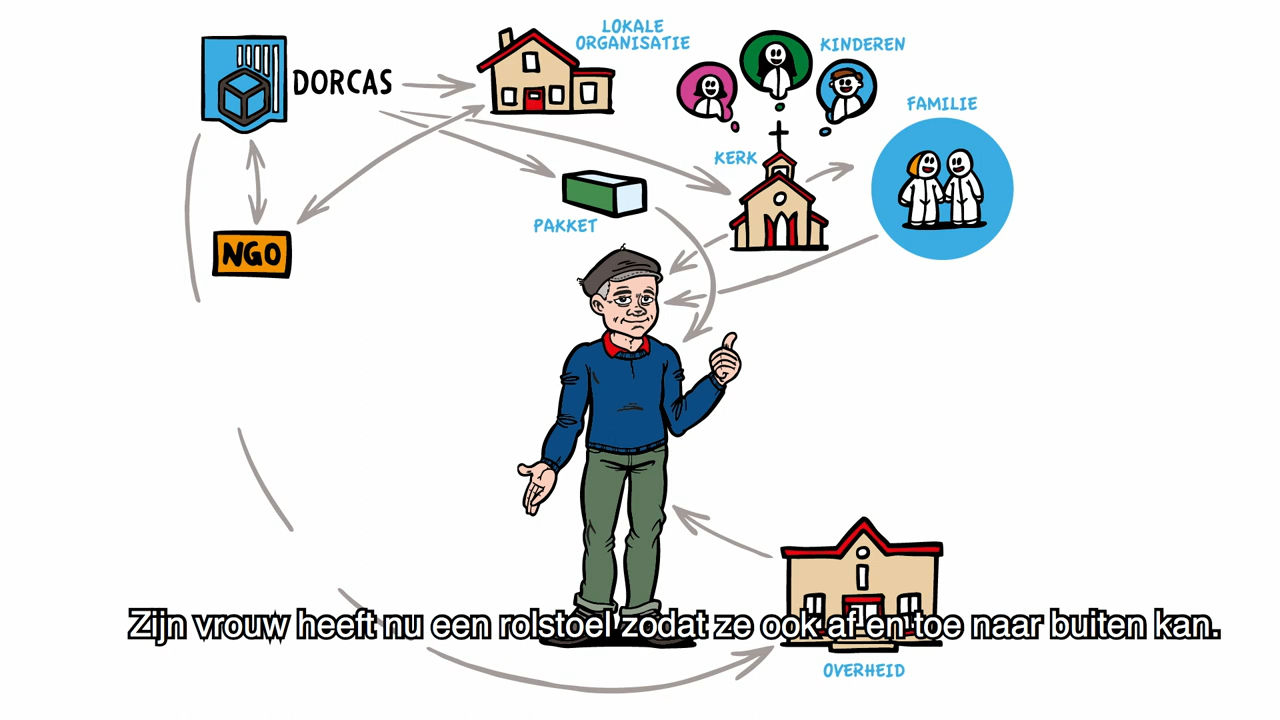 LOKALE
ORGANISATIE
KINDEREN
DORCAS
FAMILIE
KERK
PAKKET
NGO
Zijn vrouw heeft nu een rolstoel zodat ze ook af en toe naar buiten kan.
OVERHEID